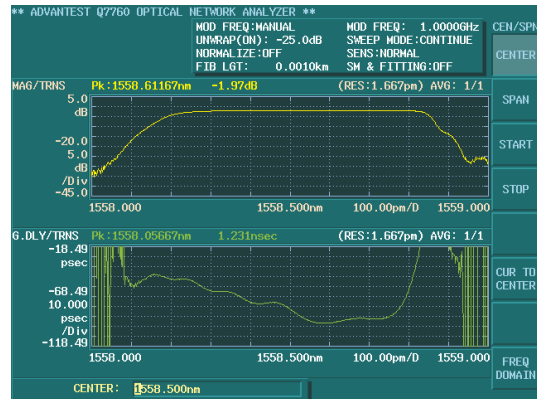 ** ADVANTEST Q7760 OPTICAL NETWORK ANALYZER **
MOD FREQ:MANUAL MOD FREQ: 1.0000GHz
UNWRAP(ON): -25.0dB SWEEP MODE:CONTINUE
NORMALIZE:OFF SENS:NORMAL
FIB LGT: 0.0010km SM & FITTING:OFF
CEN/SPN
CENTER
SPAN
START
STOP
CUR TO
CENTER
FREQ
DOMAIN
MAG/TRNS Pk:1558.61167nm -1.97dB (RES:1.667pm) AVG: 1/1
5.0
dB
-20.0
5.0
dB
/Div
-45.0
1558.000 1558.500nm 100.00pm/D 1559.000
G.DLY/TRNS Pk:1558.05667nm 1.231nsec (RES:1.667pm) AVG: 1/1
-18.49
psec
-68.49
10.000
psec
/Div
-118.49
1558.000 1558.500nm 100.00pm/D 1559.000
CENTER: 1558.500nm